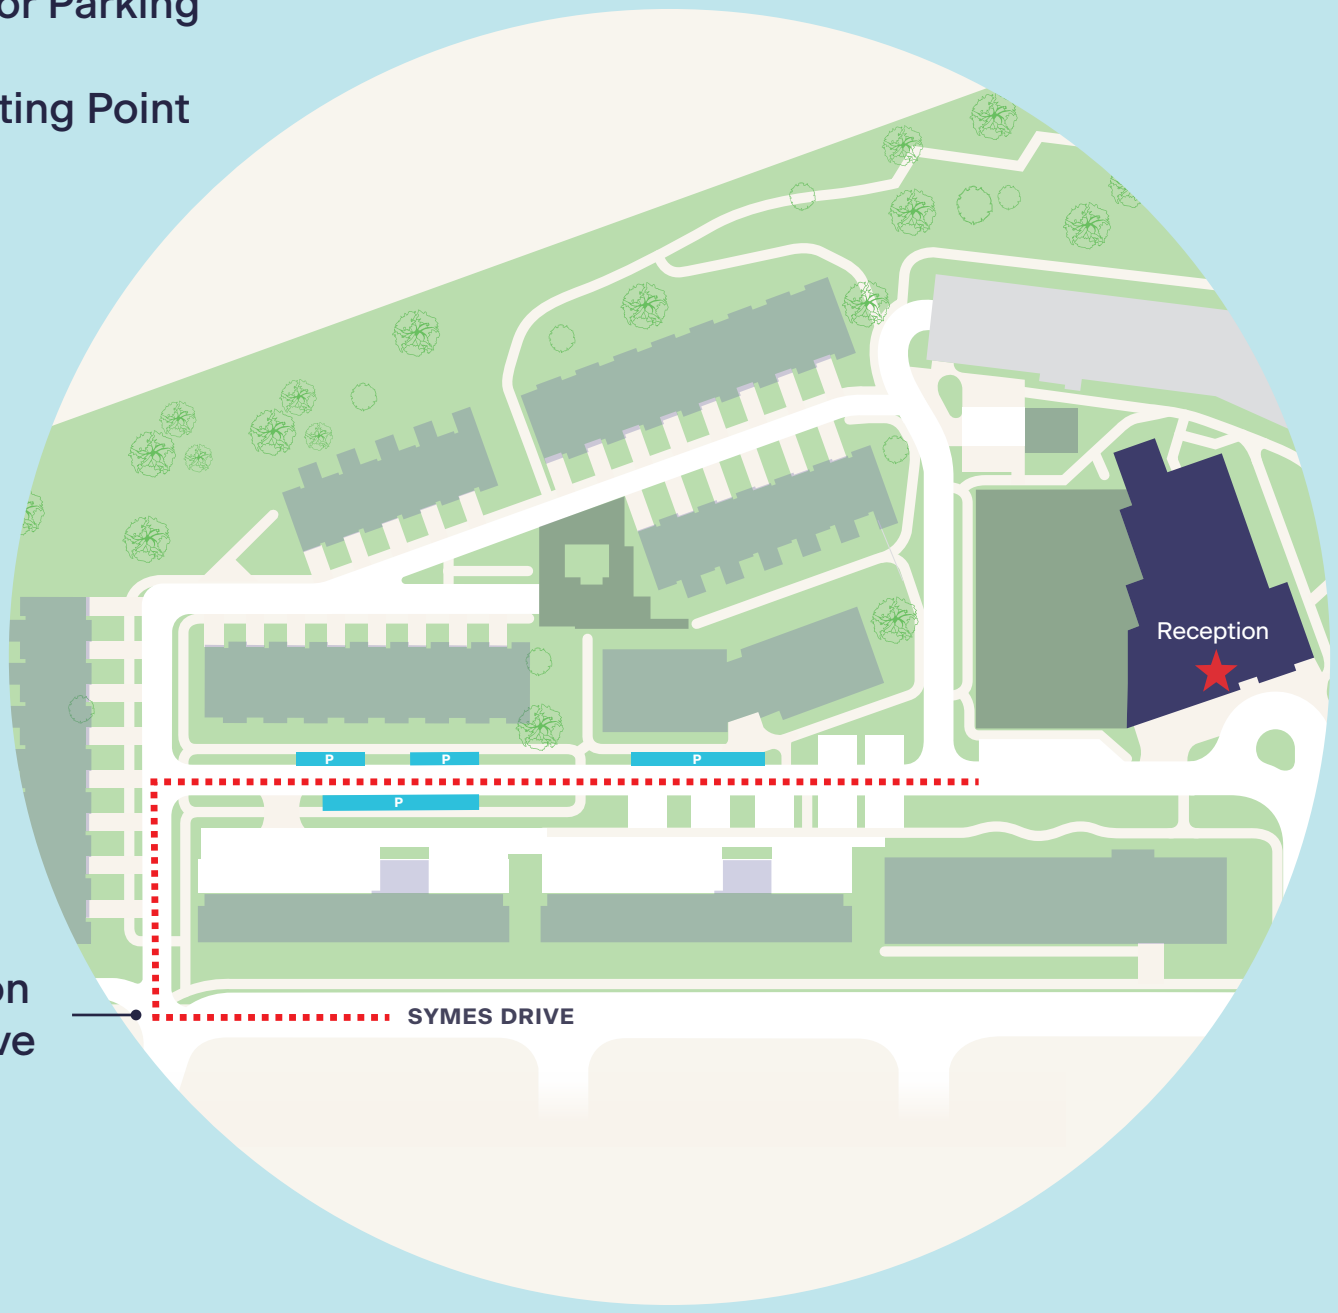 or Parking
ting Point
Reception
P
P
P
P
on
SYMES DRIVE
ve